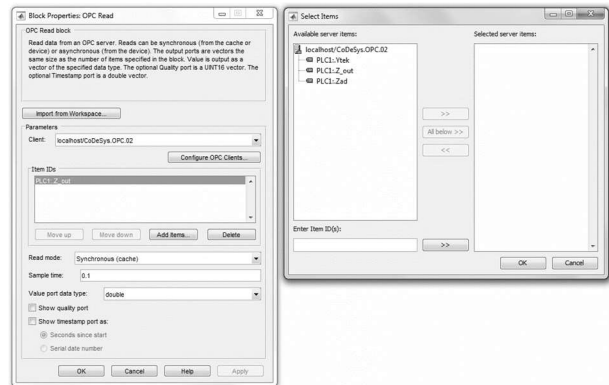 Block Properties: OPC Read
OPC Read block
Read data from an OPC server. Reads can be synchronous (from the cache or
device) or asynchronous (from the device). The output ports are vectors the
same size as the number of items specified in the block. Value is output as a
vector of the specified data type. The optional Quality port is a UINT16 vector. The
optional Timestamp port is a double vector.
Import from Workspace...
Parameters
Client: localhost/CoDeSys.OPC.02
Configure OPC Clients...
Item IDs
PLC1:.Z_out
Move up Move down Add Items... Delete
Read mode: Synchronous (cache)
Sample time: 0.1
Value port data type: double
Show quality port
Show timestamp port as:
Seconds since start
Serial date number
OK Cancel Help Apply
Select Items
Available server items: Selected server items:
localhost/CoDeSys.OPC.02
PLC1:.Ytek
PLC1:.Z_out
PLC1:.Zad
>>
All below >>
<<
Enter Item ID(s):
>>
OK Cancel